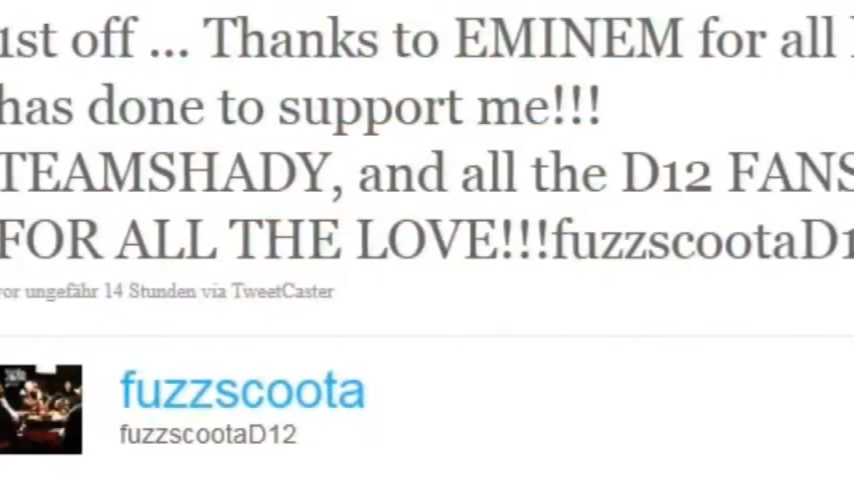 1st off ... Thanks to EMINEM for all
has done to support me!!!
TEAMSHADY, and all the D12 FANS
FOR ALL THE LOVE!!!fuzzscootaD1
vor ungefähr 14 Stunden via TweetCaster
fuzzscoota
fuzzscootaD12